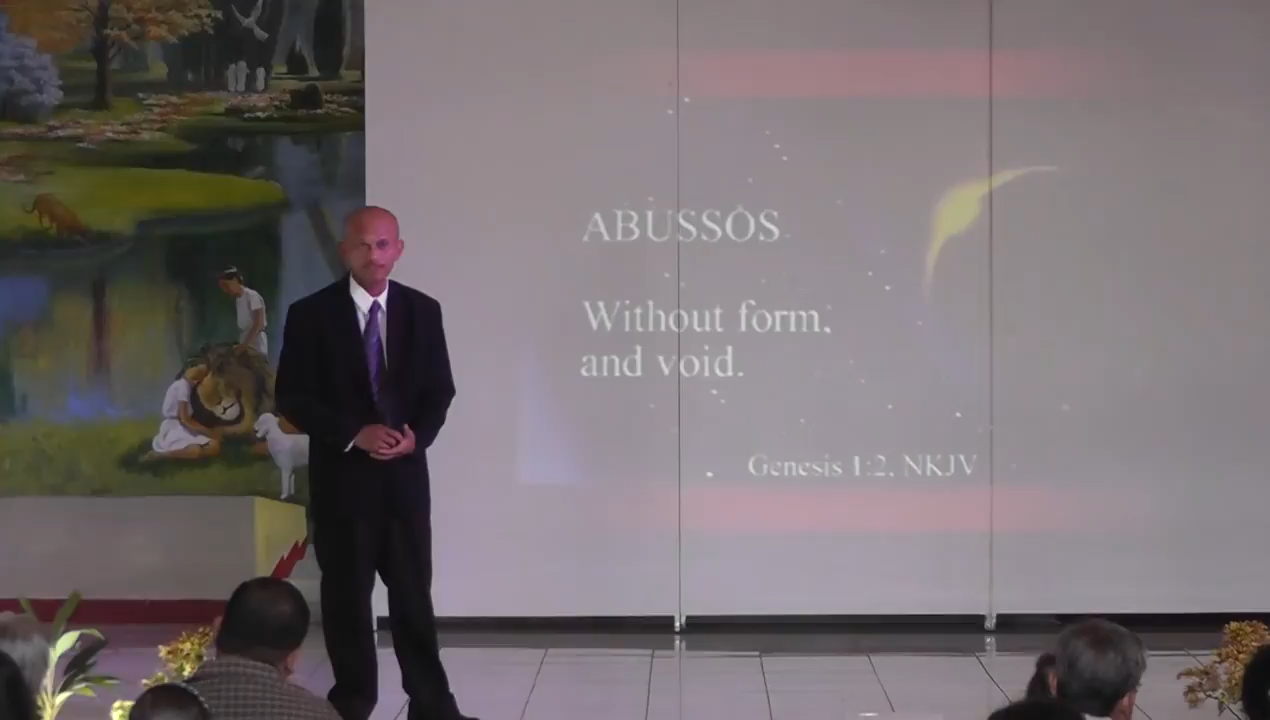 ABUSSOS
Without form,
and void.
Genesis 1:2, NKJV